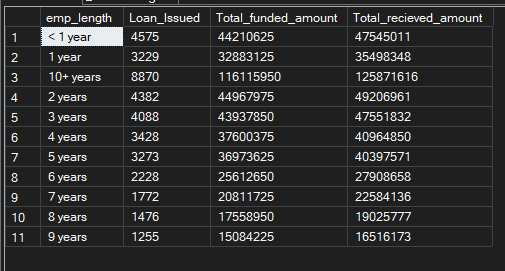 emp_length Loan_Issued Total_funded_amount Total_recieved_amount
1 < 1 year 4575 44210625 47545011
2 1 year 3229 32883125 35498348
3 10+ years 8870 116115950 125871616
4 2 years 4382 44967975 49206961
5 3 years 4088 43937850 47551832
6 4 years 3428 37600375 40964850
7 5 years 3273 36973625 40397571
8 6 years 2228 25612650 27908658
9 7 years 1772 20811725 22584136
10 8 years 1476 17558950 19025777
11 9 years 1255 15084225 16516173